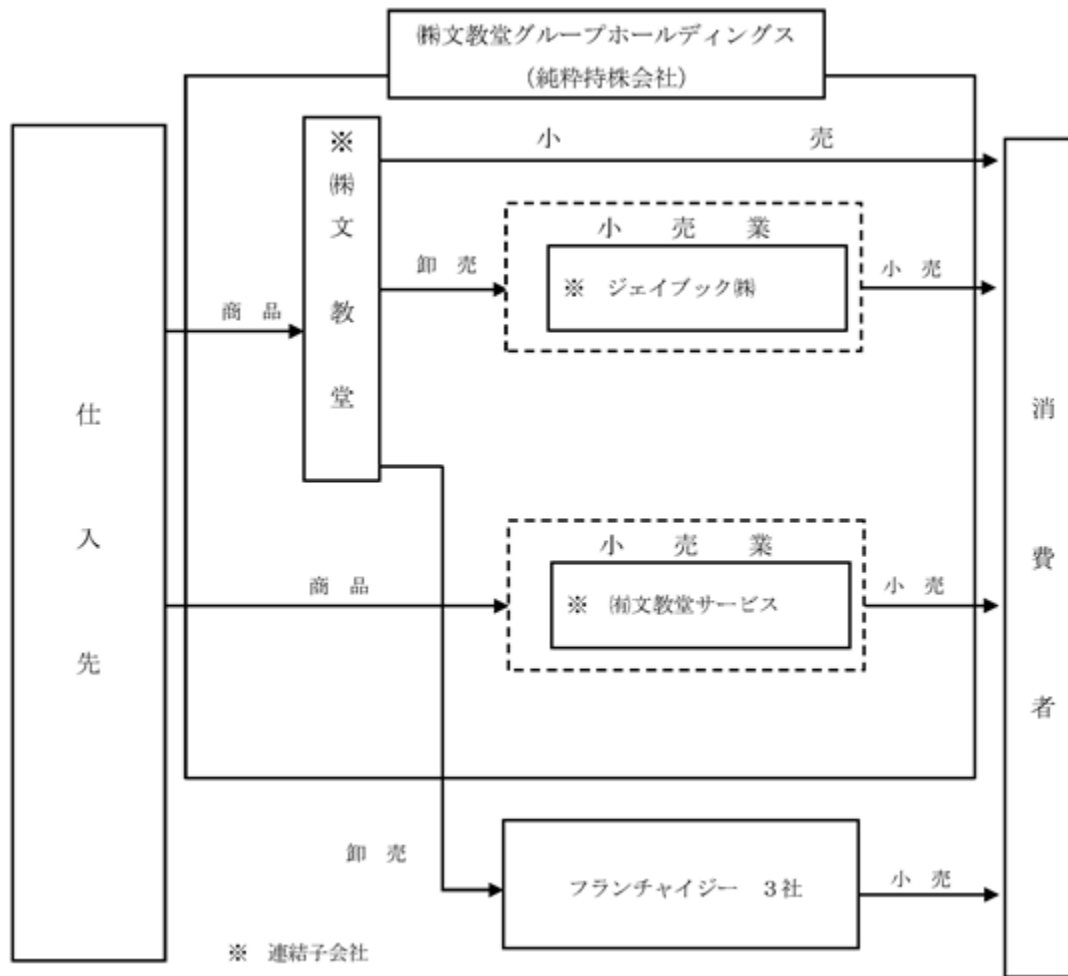 ㈱文教堂グループホールディングス
（純粋持株会社）
仕入先
商品
※㈱文教堂
小売
卸売
小売業
※ ジェイブック㈱
小売
商品
小売業
※ ㈲文教堂サービス
小売
卸売
フランチャイジー ３社
小売
消費者
※ 連結子会社